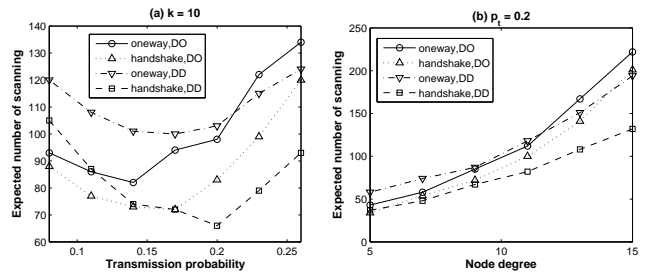 (a) k = 10
140
130
120
110
100
90
80
70
60
0.1
0.15
0.2
0.25
Expected number of scanning
Transmission probability
oneway,DO
handshake,DO
oneway,DD
handshake,DD
(b) pt = 0.2
250
200
150
100
50
0
5
10
15
Expected number of scanning
Node degree
oneway,DO
handshake,DO
oneway,DD
handshake,DD